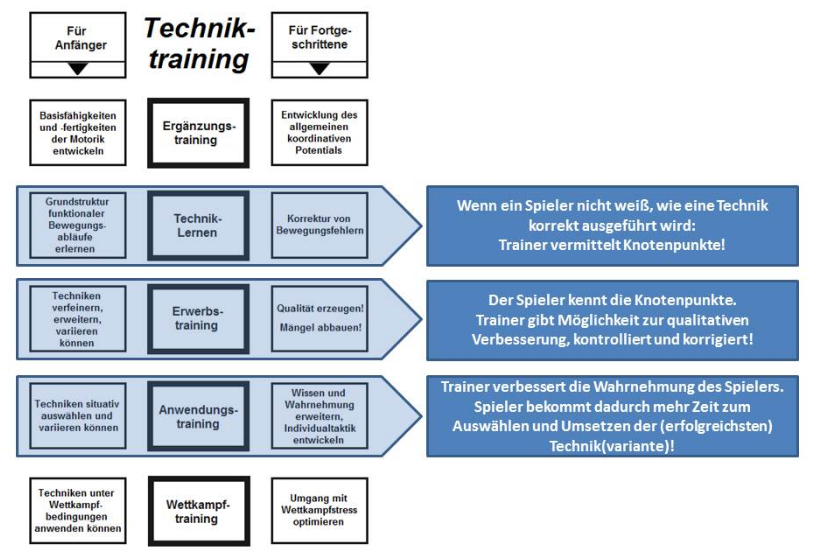 Für
Anfänger
Technik-
training
Für Fortge-
schrittene
Basisfähigkeiten
und -fertigkeiten
der Motorik
entwickeln
Ergänzungs-
training
Entwicklung des
allgemeinen
koordinativen
Potentials
Grundstruktur
funktionaler
Bewegungs-
abläufe
erlernen
Technik-
Lernen
Korrektur von
Bewegungsfehlern
Wenn ein Spieler nicht weiß, wie eine Technik
korrekt ausgeführt wird:
Trainer vermittelt Knotenpunkte!
Techniken
verfeinern,
erweitern,
variieren
können
Erwerbs-
training
Qualität erzeugen!
Mängel abbauen!
Der Spieler kennt die Knotenpunkte.
Trainer gibt Möglichkeit zur qualitativen
Verbesserung, kontrolliert und korrigiert!
Techniken situativ
auswählen und
variieren können
Anwendungs-
training
Wissen und
Wahrnehmung
erweitern,
Individualtaktik
entwickeln
Trainer verbessert die Wahrnehmung des Spielers.
Spieler bekommt dadurch mehr Zeit zum
Auswählen und Umsetzen der (erfolgreichsten)
Technik(variante)!
Techniken unter
Wettkampf-
bedingungen
anwenden können
Wettkampf-
training
Umgang mit
Wettkampfstress
optimieren